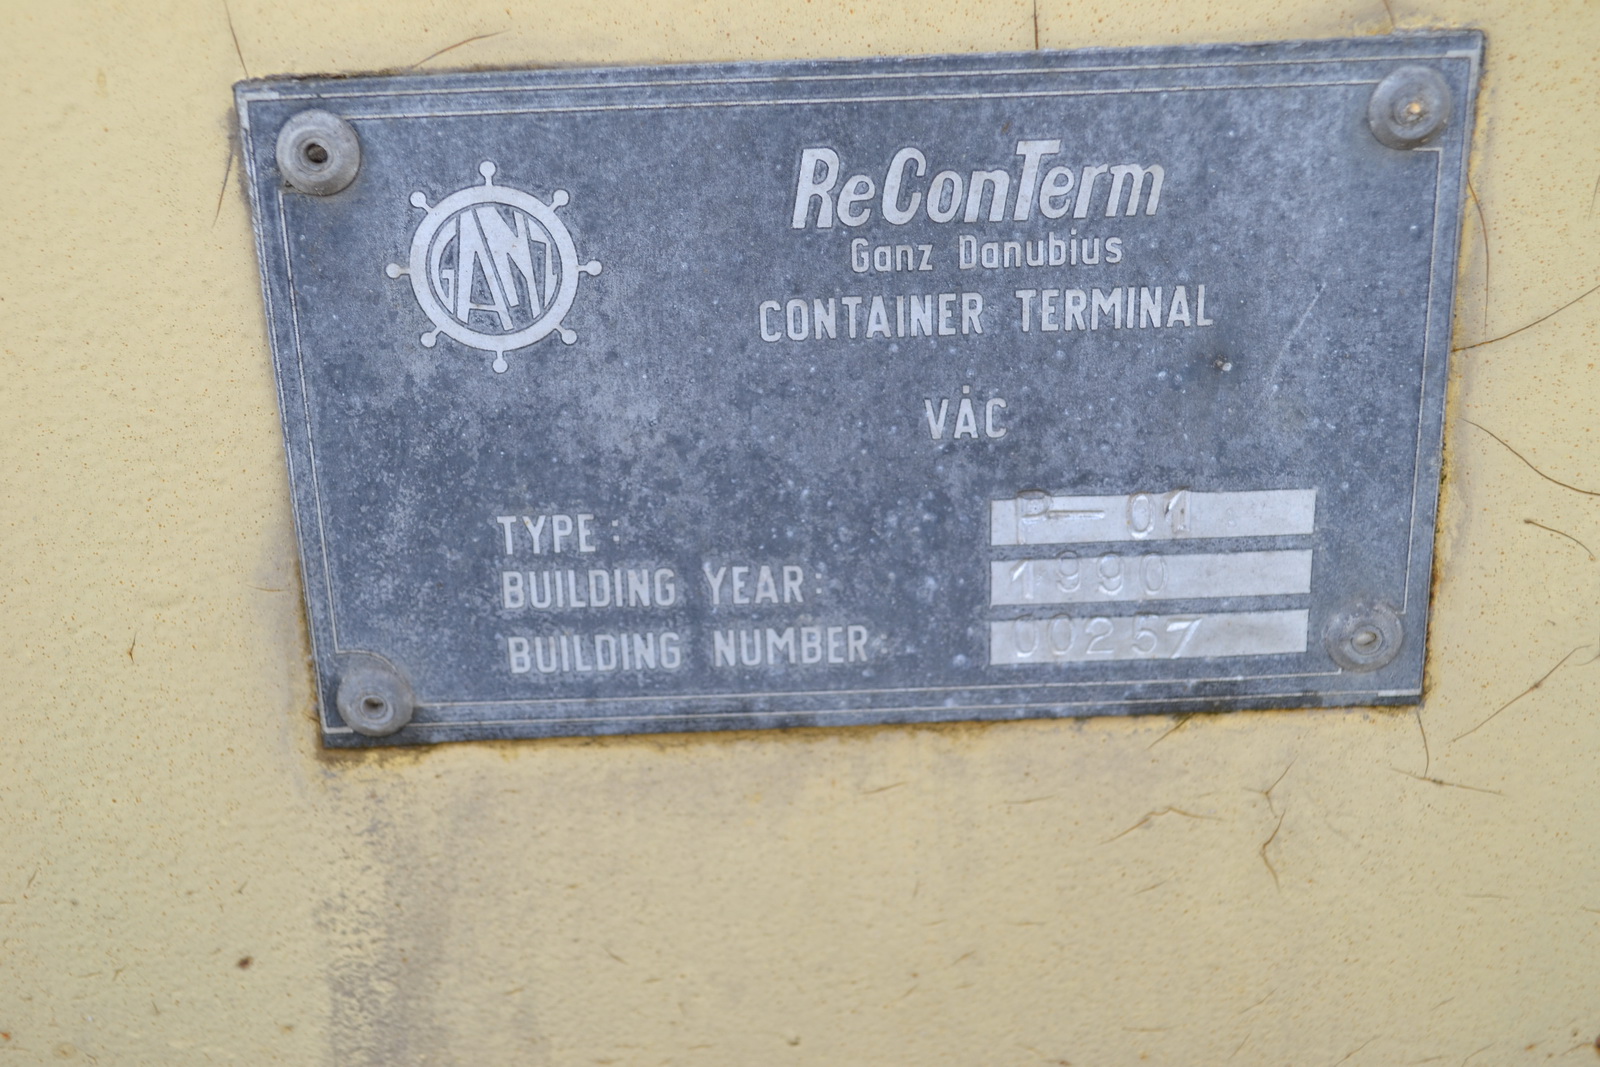 GANZ
ReConTerm
Ganz Danubius
CONTAINER TERMINAL
VÁC
TYPE : P-01
BUILDING YEAR: 1990
BUILDING NUMBER: 00257